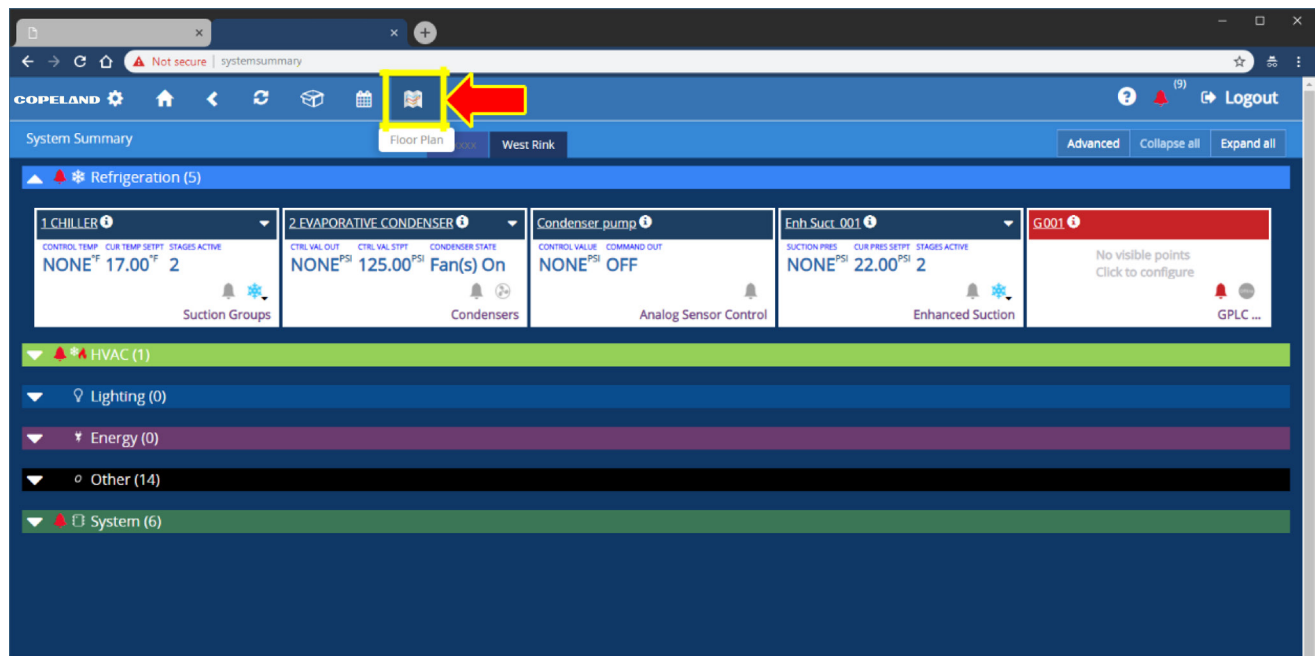 Not secure | systemsummary
COPELAND
(9)
Logout
System Summary
Floor Plan
West Rink
Advanced Collapse all Expand all
Refrigeration (5)
1 CHILLER
CONTROL TEMP CUR TEMP SETPT STAGES ACTIVE
NONE°F 17.00°F 2
Suction Groups
2 EVAPORATIVE CONDENSER
CTRL VAL OUT CTRL VAL STPT CONDENSER STATE
NONEPSI 125.00PSI Fan(s) On
Condensers
Condenser pump
CONTROL VALUE COMMAND OUT
NONEPSI OFF
Analog Sensor Control
Enh Suct 001
SUCTION PRES CUR PRES SETPT STAGES ACTIVE
NONEPSI 22.00PSI 2
Enhanced Suction
G001
No visible points
Click to configure
GPLC ...
HVAC (1)
Lighting (0)
Energy (0)
Other (14)
System (6)